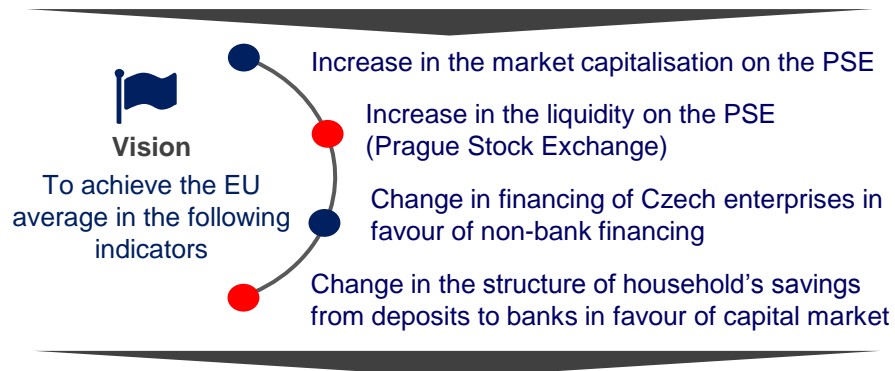 Increase in the market capitalisation on the PSE
Increase in the liquidity on the PSE
(Prague Stock Exchange)
Vision
To achieve the EU
average in the following
indicators
Change in financing of Czech enterprises in
favour of non-bank financing
Change in the structure of household's savings
from deposits to banks in favour of capital market